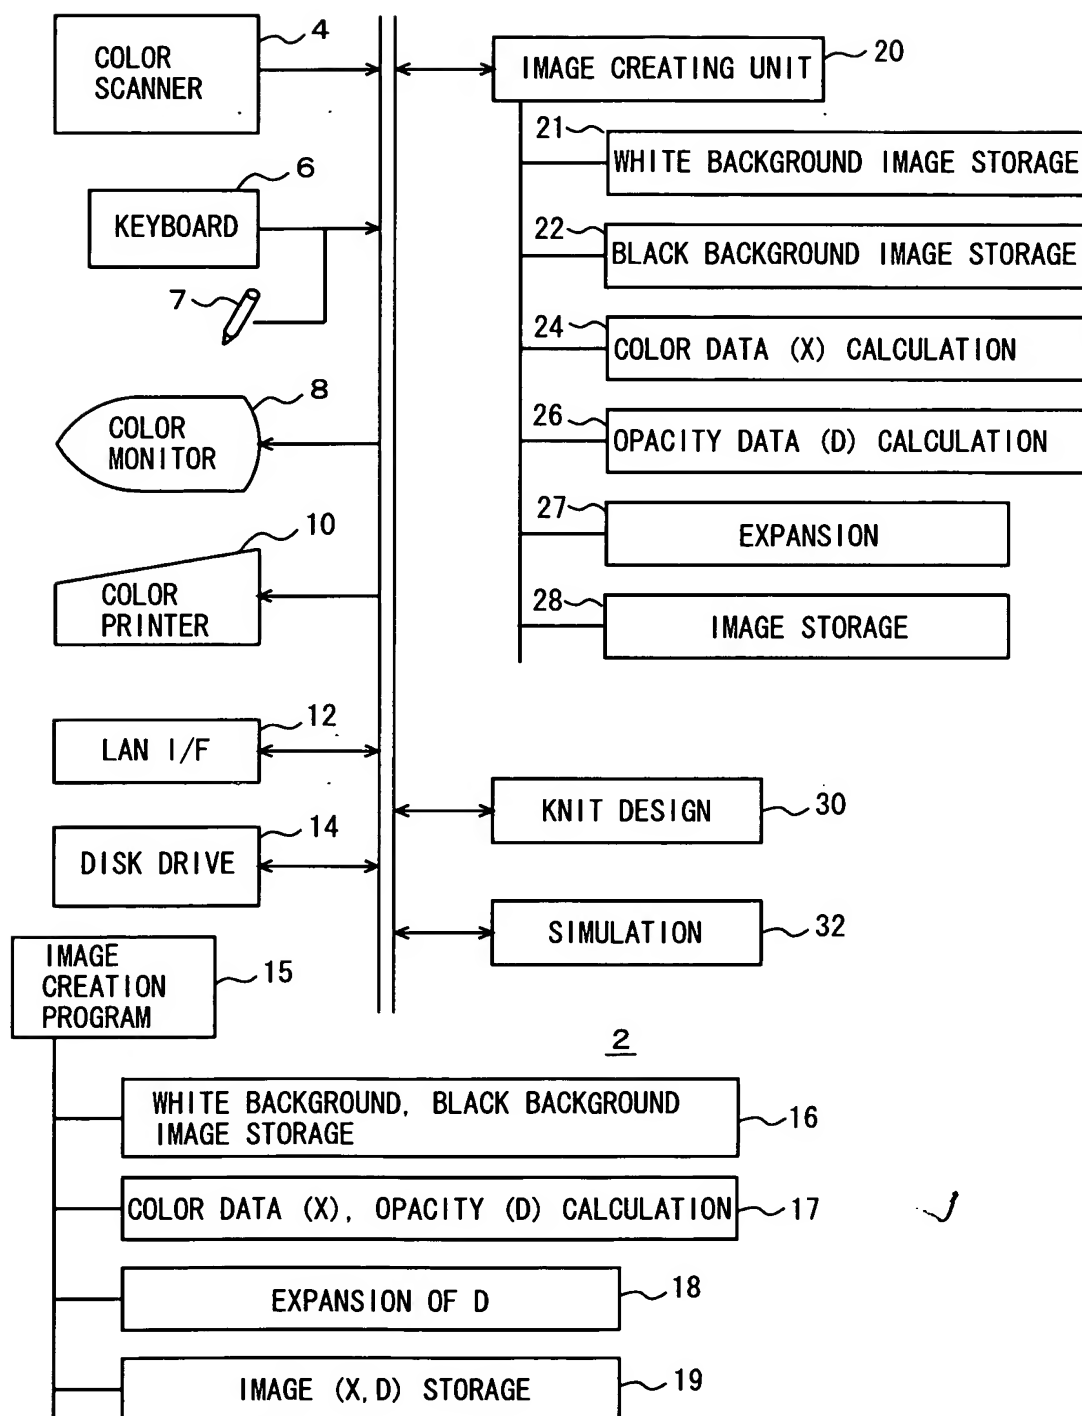 4
COLOR
SCANNER
6
KEYBOARD
7
8
COLOR
MONITOR
10
COLOR
PRINTER
12
LAN I/F
14
DISK DRIVE
20
IMAGE CREATING UNIT
21
WHITE BACKGROUND IMAGE STORAGE
22
BLACK BACKGROUND IMAGE STORAGE
24
COLOR DATA (X) CALCULATION
26
OPACITY DATA (D) CALCULATION
27
EXPANSION
28
IMAGE STORAGE
KNIT DESIGN
30
SIMULATION
32
IMAGE
CREATION
PROGRAM
15
2
WHITE BACKGROUND, BLACK BACKGROUND
IMAGE STORAGE
16
COLOR DATA (X), OPACITY (D) CALCULATION
17
EXPANSION OF D
18
IMAGE (X,D) STORAGE
19